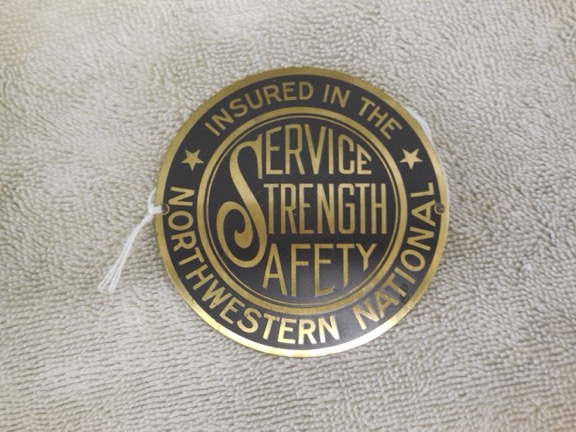 INSURED IN THE
SERVICE
STRENGTH
SAFETY
NORTHWESTERN NATIONAL